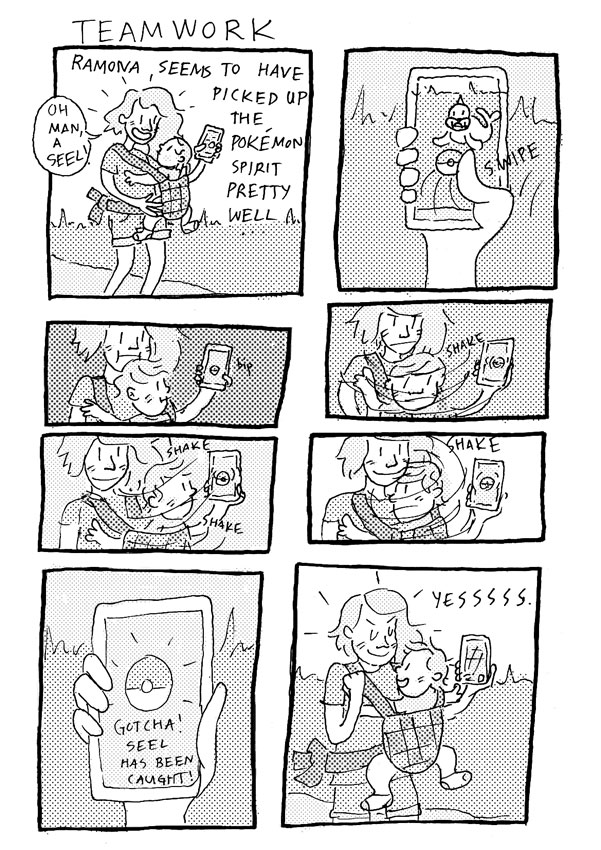 TEAMWORK
RAMONA, SEEMS TO HAVE
PICKED UP
THE
POKÉMON
SPIRIT
PRETTY
WELL
OH
MAN,
A
SEEL!
SWIPE
SHAKE
SHAKE
SHAKE
SHAKE
GOTCHA!
SEEL
HAS BEEN
CAUGHT!
YESSSSS.